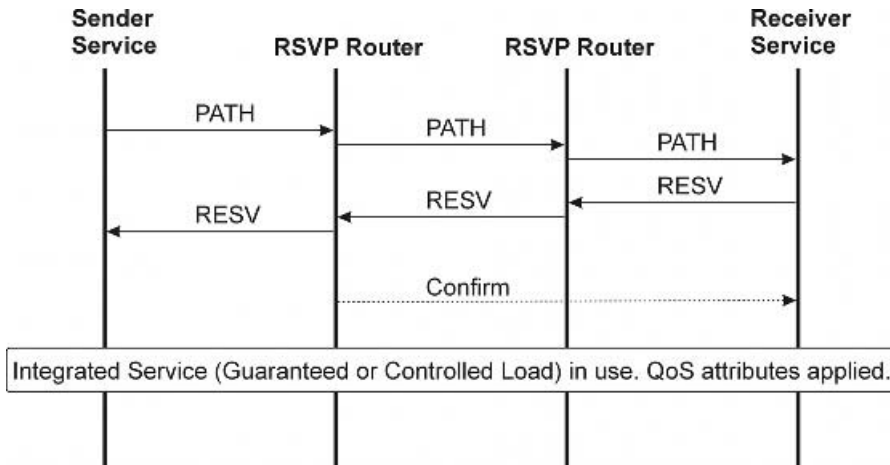 Sender
Service
RSVP Router
RSVP Router
Receiver
Service
PATH
PATH
PATH
RESV
RESV
RESV
Confirm
Integrated Service (Guaranteed or Controlled Load) in use. QoS attributes applied.